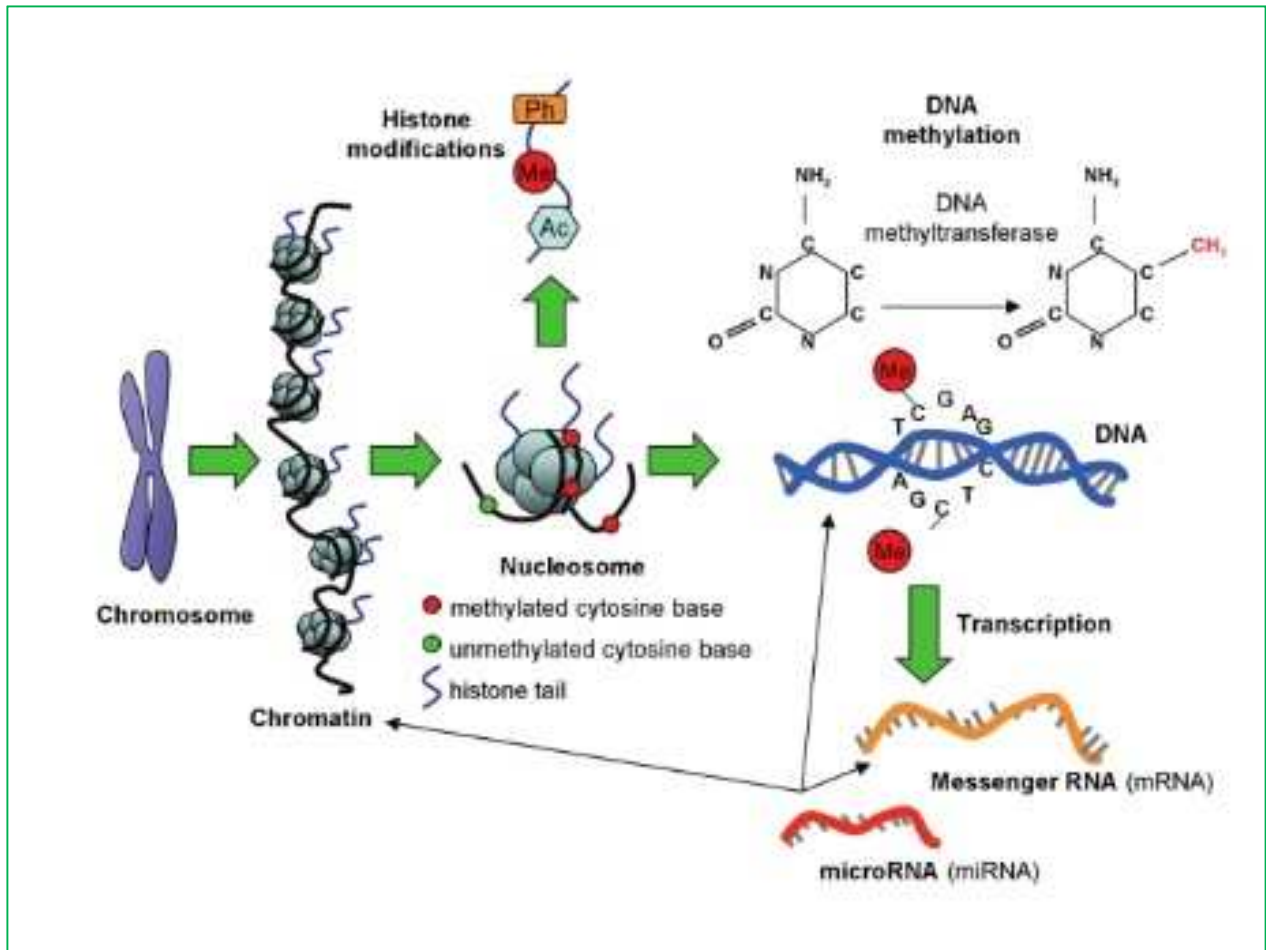 Histone
modifications
Ph
Me
Ac
DNA
methylation
NH₂
DNA
methyltransferase
NH₂
C
N
C
C
C
O
N
C
CH₃
N
C
C
C
O
N
Me
T
C
G
A
G
DNA
A
G
C
T
C
Me
Chromosome
Nucleosome
methylated cytosine base
unmethylated cytosine base
histone tail
Chromatin
Transcription
Messenger RNA (mRNA)
microRNA (miRNA)